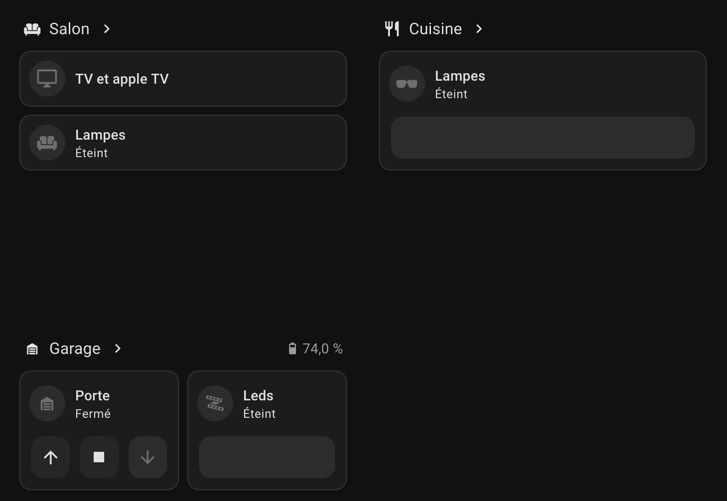 Salon
TV et apple TV
Lampes
Éteint
Cuisine
Lampes
Éteint
Garage
74,0 %
Porte
Fermé
Leds
Éteint